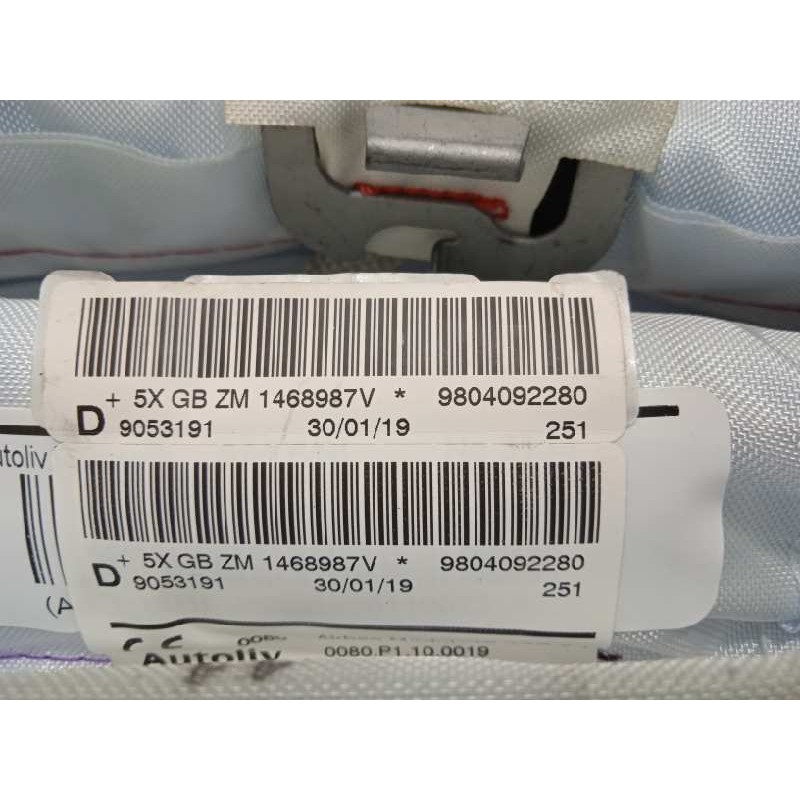 + 5X GB ZM 1468987V * 9804092280
D 9053191 30/01/19 251
utoliv
+ 5X GB ZM 1468987V * 9804092280
D 9053191 30/01/19 251
(A
Autoliv 0080.P1.10.0019